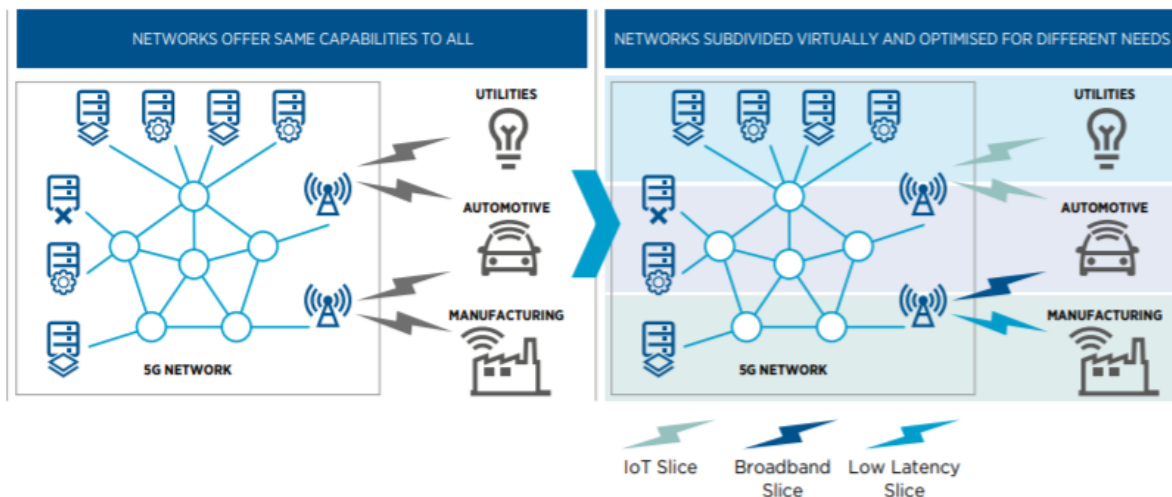 NETWORKS OFFER SAME CAPABILITIES TO ALL
UTILITIES
AUTOMOTIVE
MANUFACTURING
5G NETWORK
NETWORKS SUBDIVIDED VIRTUALLY AND OPTIMISED FOR DIFFERENT NEEDS
UTILITIES
AUTOMOTIVE
MANUFACTURING
5G NETWORK
IoT Slice
Broadband
Slice
Low Latency
Slice